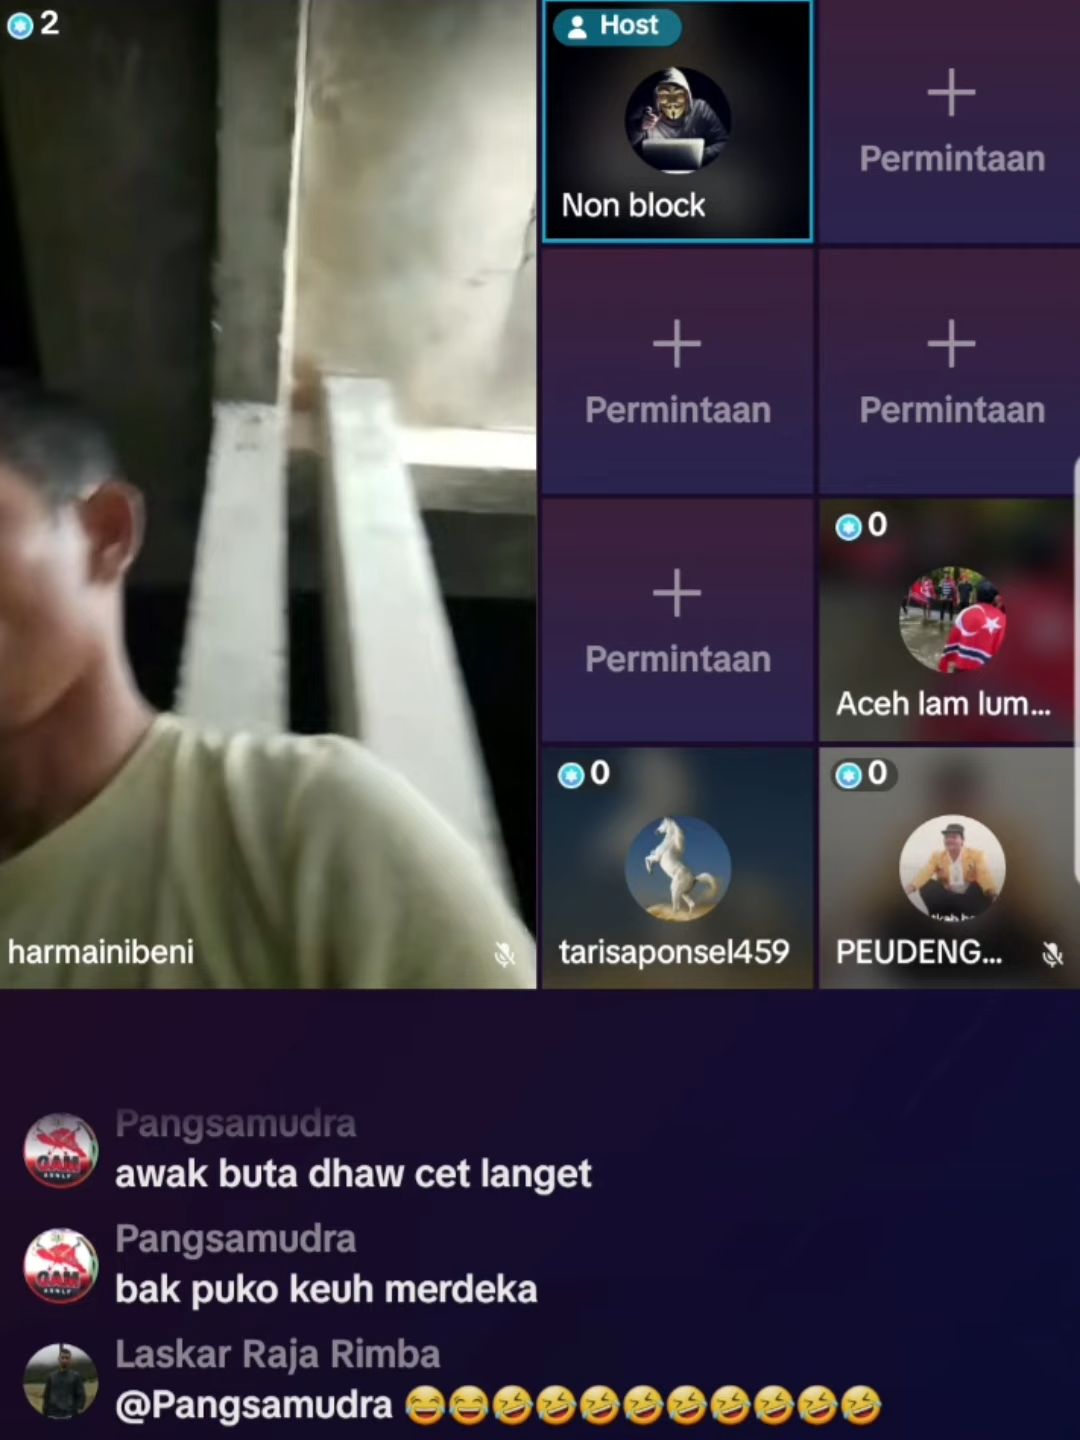 2
Host
Non block
Permintaan
Permintaan
Permintaan
Permintaan
0
Aceh lam lum...
harmainibeni
0
tarisaponsel459
0
PEUDENG...
Pangsamudra
awak buta dhaw cet langet
Pangsamudra
bak puko keuh merdeka
Laskar Raja Rimba
@Pangsamudra 😂😂🤣🤣🤣🤣🤣🤣🤣🤣🤣